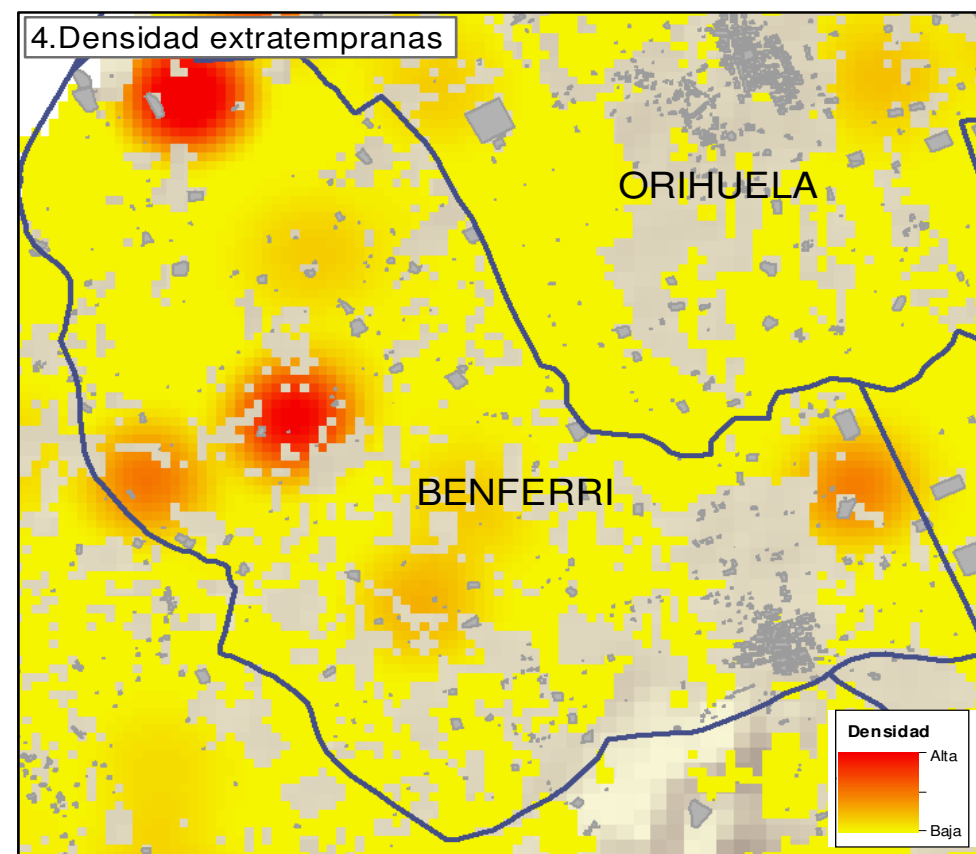 4.Densidad extratempranas
ORIHUELA
BENFERRI
Densidad
Alta
Baja